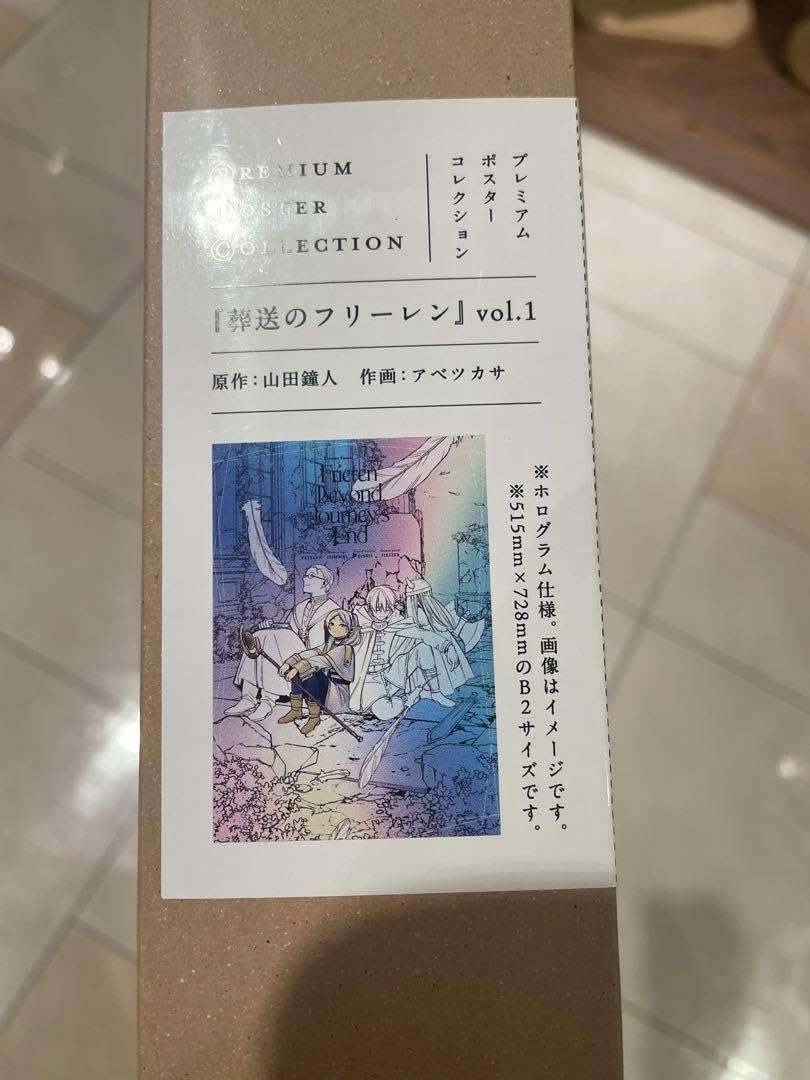 PREMIUM
POSTER
COLLECTION
プレミアム
ポスター
コレクション
『葬送のフリーレン』vol.1
原作：山田鐘人　作画：アベツカサ
Frieren
Beyond
Journey's
End
※ホログラム仕様。画像はイメージです。
※515mm×728mmのB2サイズです。